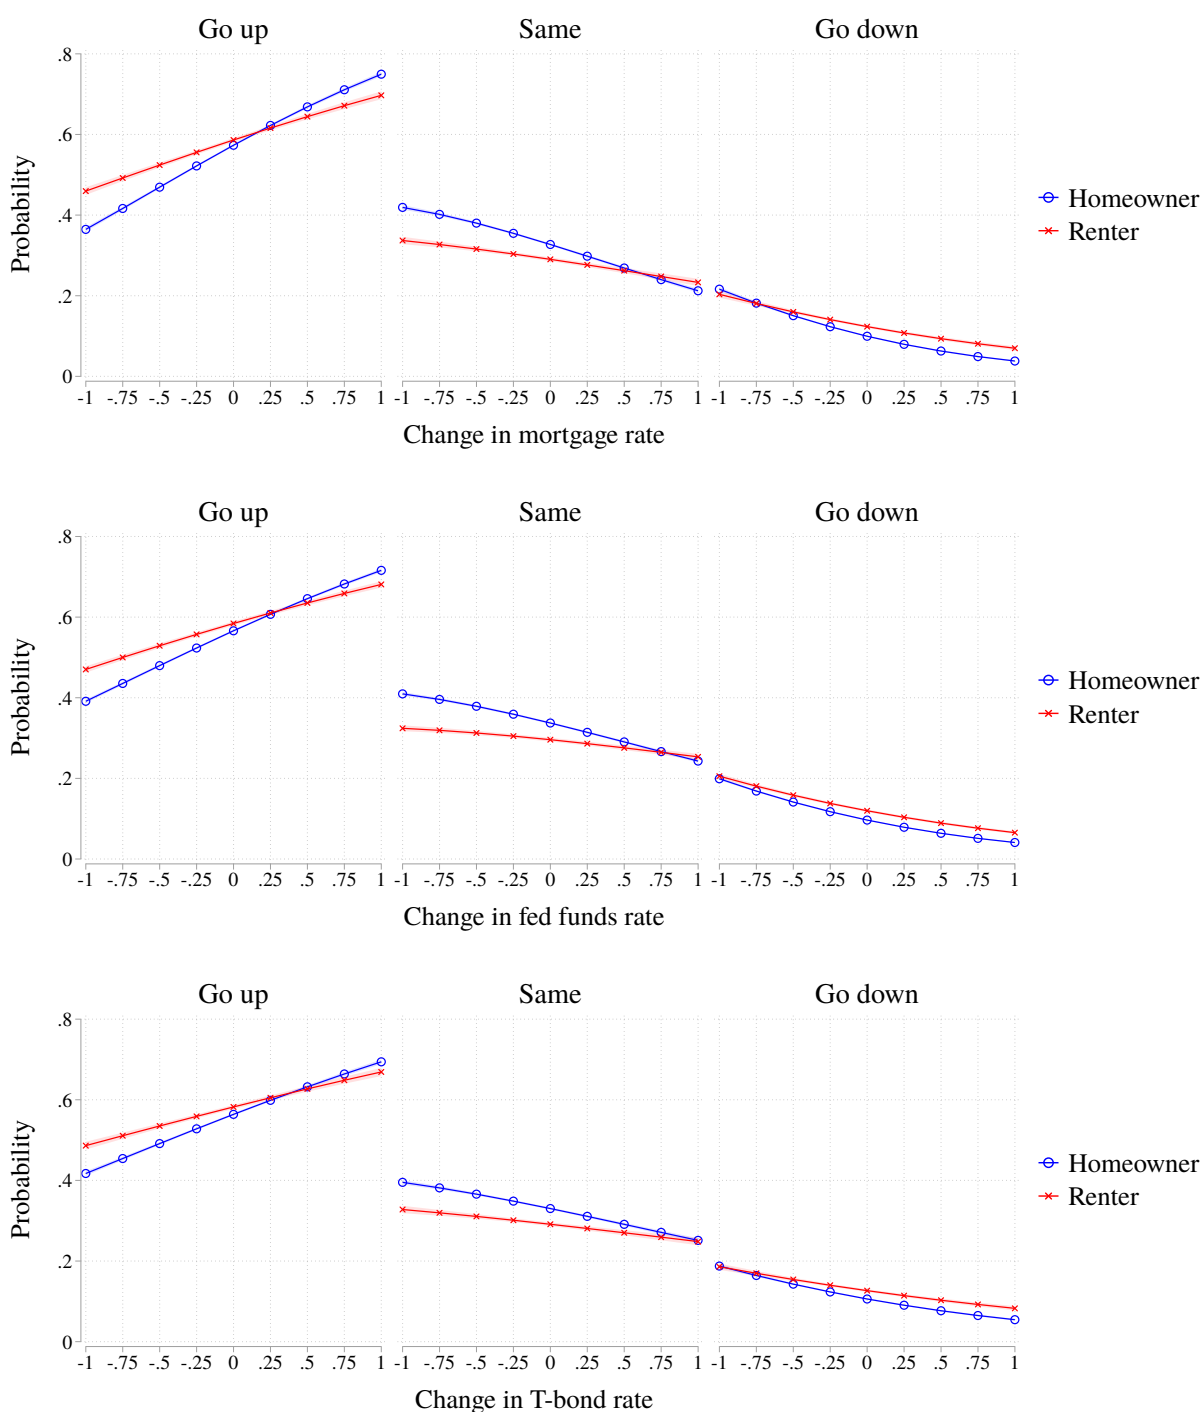 Go up Same Go down
.8
.6
.4
.2
0
Probability
-1 -.75 -.5 -.25 0 .25 .5 .75 1 -1 -.75 -.5 -.25 0 .25 .5 .75 1 -1 -.75 -.5 -.25 0 .25 .5 .75 1
Change in mortgage rate
Homeowner
Renter
Go up Same Go down
.8
.6
.4
.2
0
Probability
-1 -.75 -.5 -.25 0 .25 .5 .75 1 -1 -.75 -.5 -.25 0 .25 .5 .75 1 -1 -.75 -.5 -.25 0 .25 .5 .75 1
Change in fed funds rate
Homeowner
Renter
Go up Same Go down
.8
.6
.4
.2
0
Probability
-1 -.75 -.5 -.25 0 .25 .5 .75 1 -1 -.75 -.5 -.25 0 .25 .5 .75 1 -1 -.75 -.5 -.25 0 .25 .5 .75 1
Change in T-bond rate
Homeowner
Renter